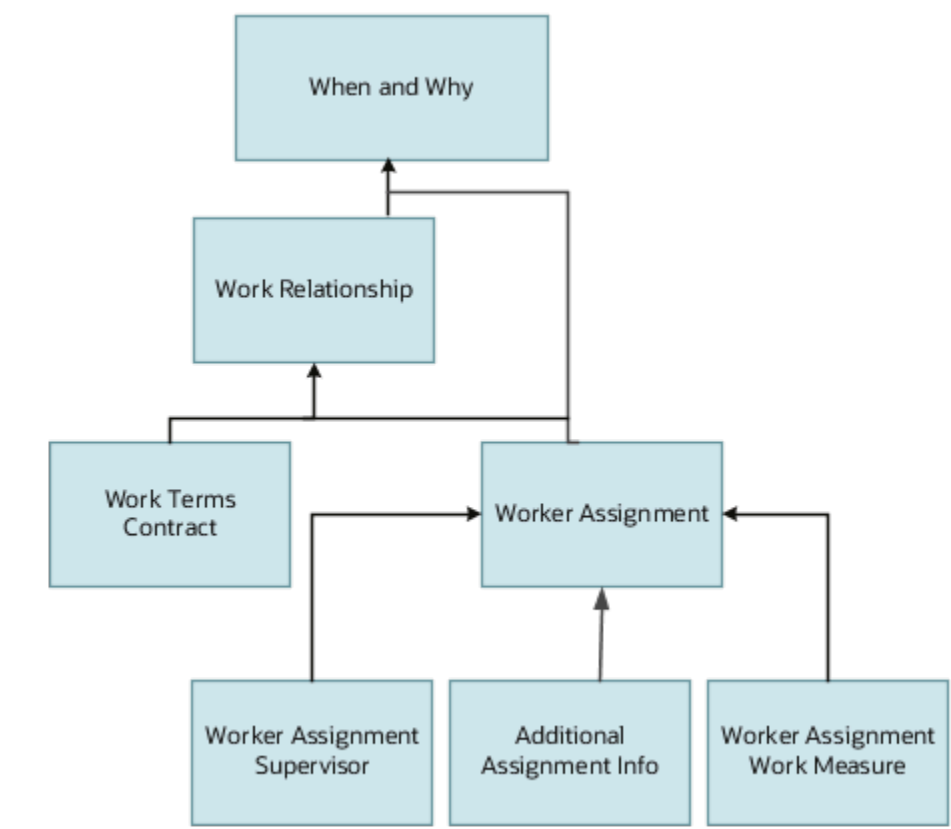 When and Why
Work Relationship
Work Terms
Contract
Worker Assignment
Worker Assignment
Supervisor
Additional
Assignment Info
Worker Assignment
Work Measure